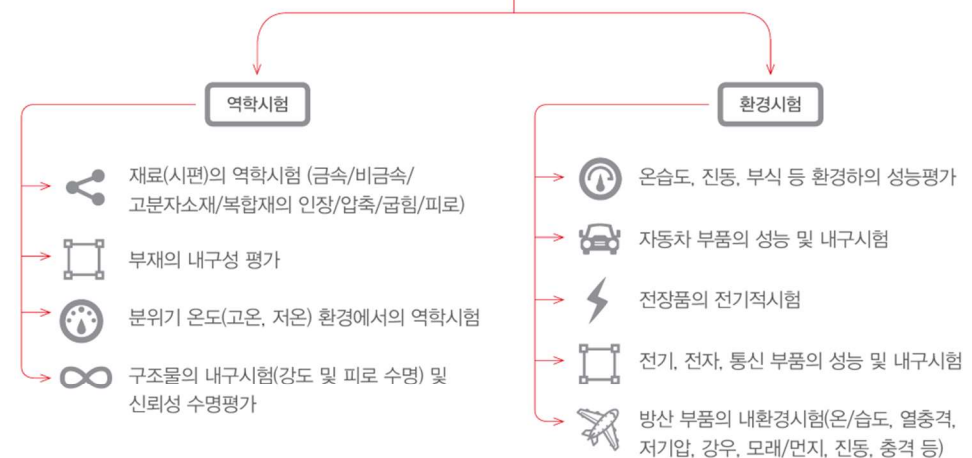 역학시험
재료(시편)의 역학시험 (금속/비금속/
고분자소재/복합재의 인장/압축/굽힘/피로)
부재의 내구성 평가
분위기 온도(고온, 저온) 환경에서의 역학시험
구조물의 내구시험(강도 및 피로 수명) 및
신뢰성 수명평가
환경시험
온습도, 진동, 부식 등 환경하의 성능평가
자동차 부품의 성능 및 내구시험
전장품의 전기적시험
전기, 전자, 통신 부품의 성능 및 내구시험
방산 부품의 내환경시험(온/습도, 열충격,
저기압, 강우, 모래/먼지, 진동, 충격 등)